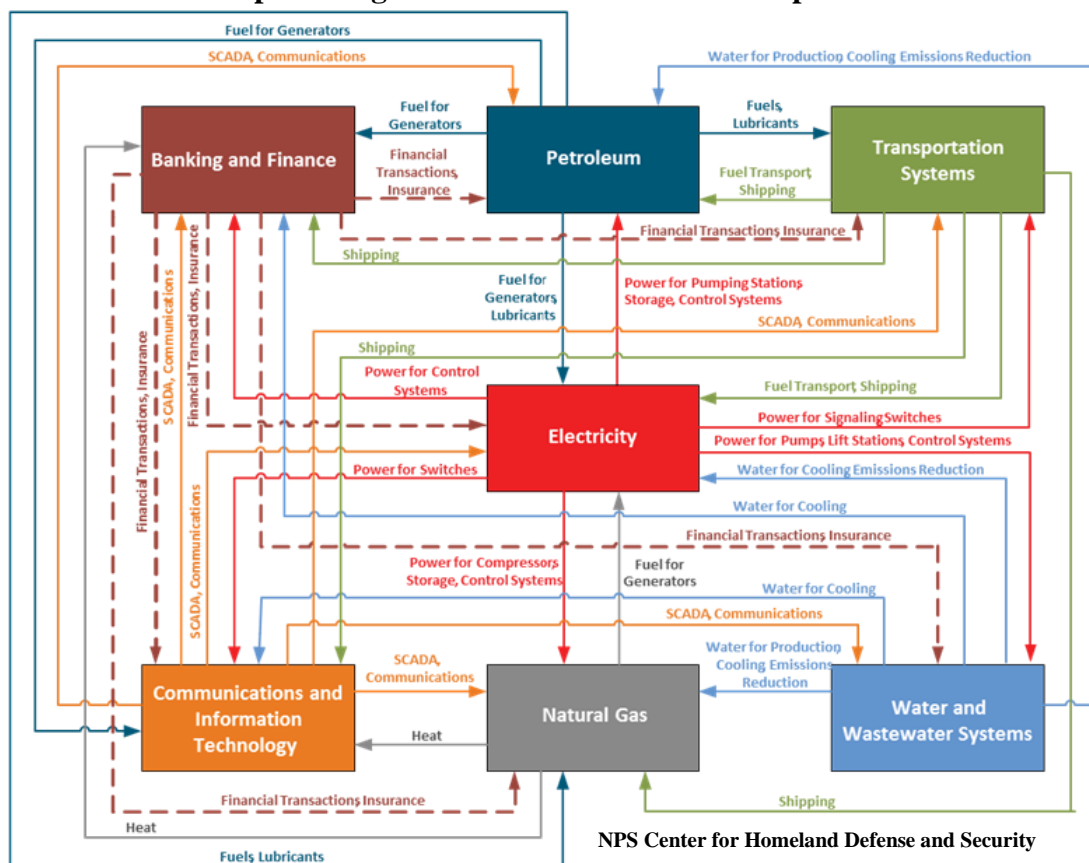 Fuel for Generators
SCADA, Communications
Water for Production, Cooling Emissions Reduction
Fuel for
Generators
Fuels,
Lubricants
Banking and Finance
Financial
Transactions,
Insurance
Petroleum
Transportation
Systems
Fuel Transport,
Shipping
Financial Transactions, Insurance
Shipping
Fuel for
Generators,
Lubricants
Power for Pumping Stations,
Storage, Control Systems
SCADA, Communications
Shipping
Financial Transactions, Insurance
SCADA, Communications
Financial Transactions, Insurance
Power for Control
Systems
Fuel Transport, Shipping
Electricity
Power for Signaling Switches
Power for Pumps, Lift Stations, Control Systems
Power for Switches
Water for Cooling Emissions Reduction
SCADA, Communications
Water for Cooling
Financial Transactions, Insurance
Power for Compressors,
Storage, Control Systems
Fuel for
Generators
Water for Cooling
SCADA, Communications
Communications and
Information
Technology
SCADA,
Communications
Natural Gas
Water for Production,
Cooling, Emissions
Reduction
Water and
Wastewater Systems
Heat
Financial Transactions, Insurance
Shipping
Heat
NPS Center for Homeland Defense and Security
Fuels, Lubricants